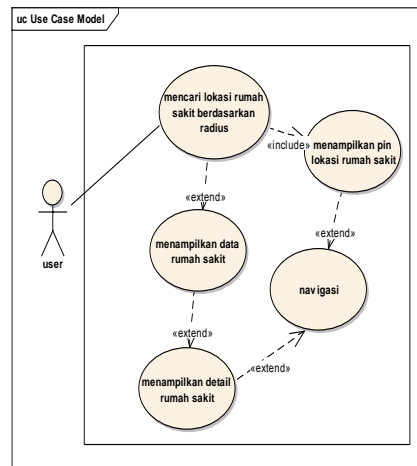 uc Use Case Model
mencari lokasi rumah
sakit berdasarkan
radius
«include»
menampilkan pin
lokasi rumah sakit
«extend»
«extend»
user
menampilkan data
rumah sakit
navigasi
«extend»
«extend»
menampilkan detail
rumah sakit